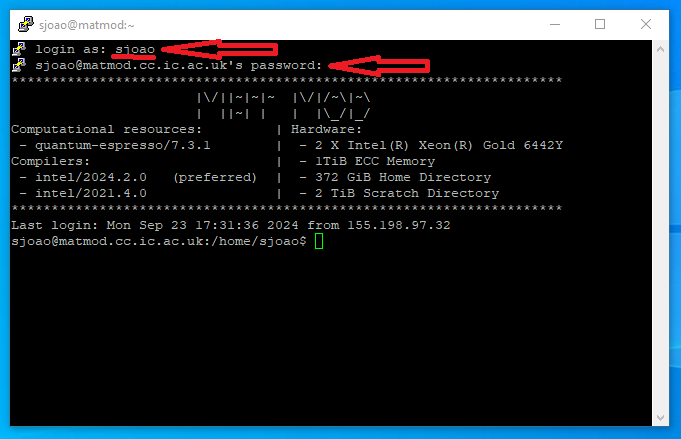 sjoao@matmod:~
login as: sjoao
sjoao@matmod.cc.ic.ac.uk's password:
*********************************************************************
|\/||~|~|~  |\/|/~\|~\
|  ||~| |   |  |\_/|_/
Computational resources:         | Hardware:
 - quantum-espresso/7.3.1        |  - 2 X Intel(R) Xeon(R) Gold 6442Y
Compilers:                       |  - 1TiB ECC Memory
 - intel/2024.2.0   (preferred)  |  - 372 GiB Home Directory
 - intel/2021.4.0                |  - 2 TiB Scratch Directory
*********************************************************************
Last login: Mon Sep 23 17:31:36 2024 from 155.198.97.32
sjoao@matmod.cc.ic.ac.uk:/home/sjoao$